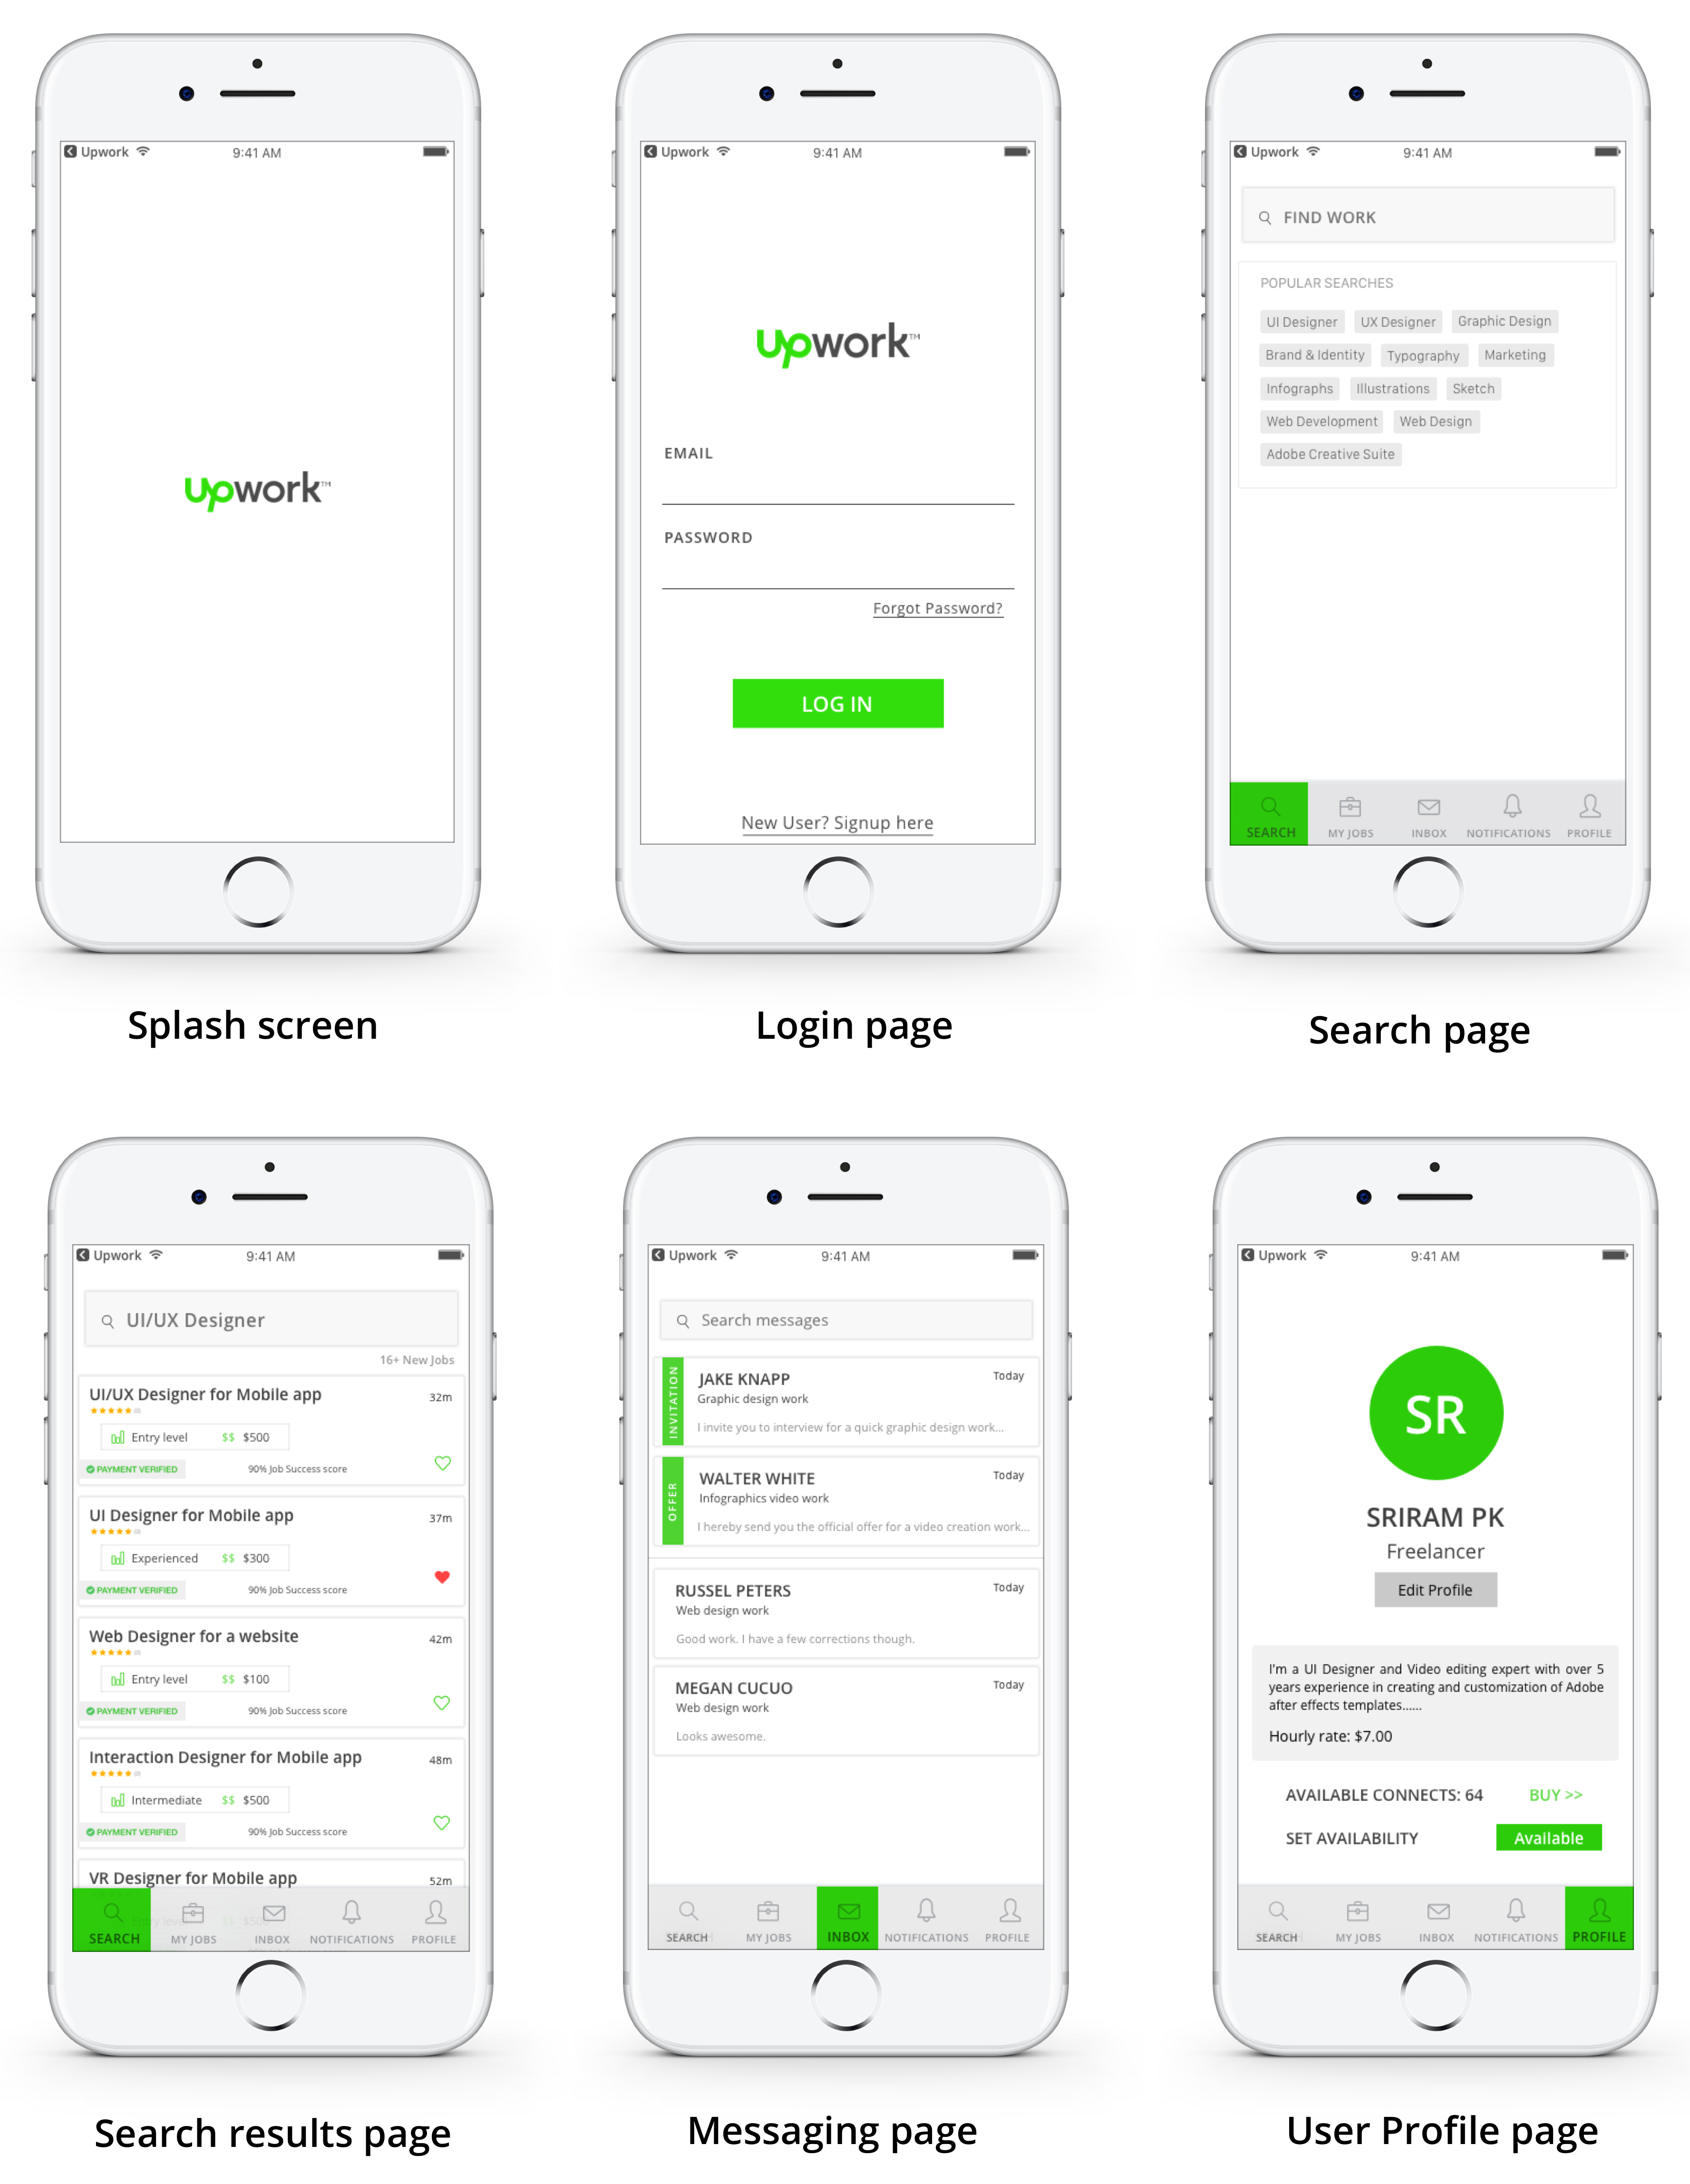 Upwork 9:41 AM
upwork™
Splash screen
Upwork 9:41 AM
upwork™
EMAIL
PASSWORD
Forgot Password?
LOG IN
New User? Signup here
Login page
Upwork 9:41 AM
FIND WORK
POPULAR SEARCHES
UI Designer UX Designer Graphic Design
Brand & Identity Typography Marketing
Infographs Illustrations Sketch
Web Development Web Design
Adobe Creative Suite
SEARCH MY JOBS INBOX NOTIFICATIONS PROFILE
Search page
Upwork 9:41 AM
UI/UX Designer
16+ New Jobs
UI/UX Designer for Mobile app 32m
Entry level $$ $500
PAYMENT VERIFIED 90% Job Success score
UI Designer for Mobile app 37m
Experienced $$ $300
PAYMENT VERIFIED 90% Job Success score
Web Designer for a website 42m
Entry level $$ $100
PAYMENT VERIFIED 90% Job Success score
Interaction Designer for Mobile app 48m
Intermediate $$ $500
PAYMENT VERIFIED 90% Job Success score
VR Designer for Mobile app 52m
Entry level $$ $500
SEARCH MY JOBS INBOX NOTIFICATIONS PROFILE
Search results page
Upwork 9:41 AM
Search messages
INVITATION
JAKE KNAPP Today
Graphic design work
I invite you to interview for a quick graphic design work...
OFFER
WALTER WHITE Today
Infographics video work
I hereby send you the official offer for a video creation work...
RUSSEL PETERS Today
Web design work
Good work. I have a few corrections though.
MEGAN CUCUO Today
Web design work
Looks awesome.
SEARCH MY JOBS INBOX NOTIFICATIONS PROFILE
Messaging page
Upwork 9:41 AM
SR
SRIRAM PK
Freelancer
Edit Profile
I'm a UI Designer and Video editing expert with over 5
years experience in creating and customization of Adobe
after effects templates......
Hourly rate: $7.00
AVAILABLE CONNECTS: 64 BUY >>
SET AVAILABILITY Available
SEARCH MY JOBS INBOX NOTIFICATIONS PROFILE
User Profile page